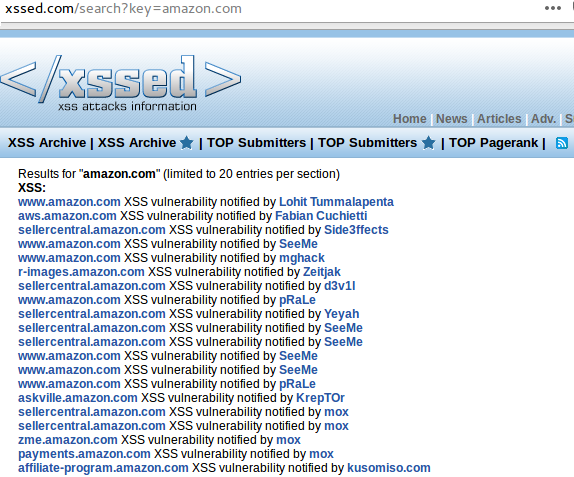 xssed.com/search?key=amazon.com •••
</xssed>
xss attacks information
Home | News | Articles | Adv. | S
XSS Archive | XSS Archive | TOP Submitters | TOP Submitters | TOP Pagerank |
Results for "amazon.com" (limited to 20 entries per section)
XSS:
www.amazon.com XSS vulnerability notified by Lohit Tummalapenta
aws.amazon.com XSS vulnerability notified by Fabian Cuchietti
sellercentral.amazon.com XSS vulnerability notified by Side3ffects
www.amazon.com XSS vulnerability notified by SeeMe
www.amazon.com XSS vulnerability notified by mghack
r-images.amazon.com XSS vulnerability notified by Zeitjak
sellercentral.amazon.com XSS vulnerability notified by d3v1l
www.amazon.com XSS vulnerability notified by pRaLe
sellercentral.amazon.com XSS vulnerability notified by Yeyah
sellercentral.amazon.com XSS vulnerability notified by SeeMe
sellercentral.amazon.com XSS vulnerability notified by SeeMe
www.amazon.com XSS vulnerability notified by SeeMe
www.amazon.com XSS vulnerability notified by SeeMe
www.amazon.com XSS vulnerability notified by pRaLe
askville.amazon.com XSS vulnerability notified by KrepTOr
sellercentral.amazon.com XSS vulnerability notified by mox
sellercentral.amazon.com XSS vulnerability notified by mox
zme.amazon.com XSS vulnerability notified by mox
payments.amazon.com XSS vulnerability notified by mox
affiliate-program.amazon.com XSS vulnerability notified by kusomiso.com